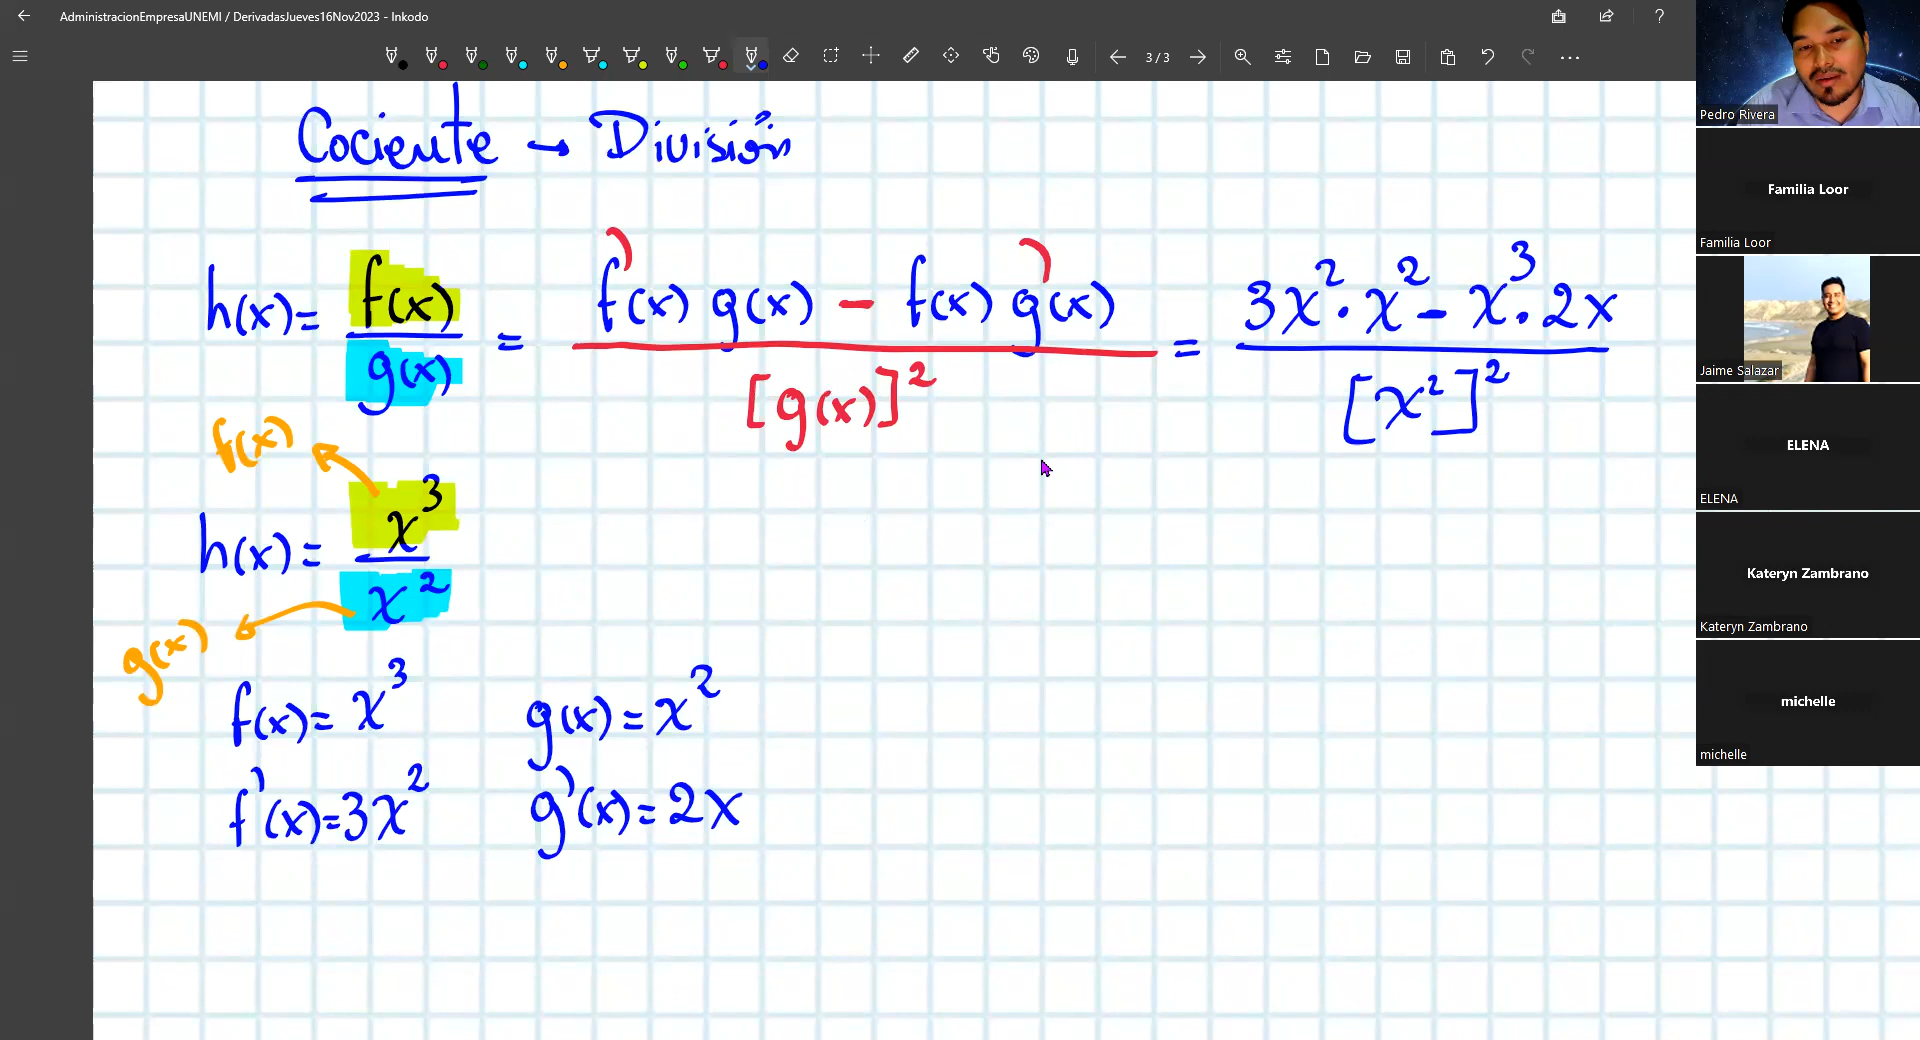 AdministracionEmpresaUNEMI / DerivadasJueves16Nov2023 - Inkodo
3 / 3
Cociente → División
h(x)= f(x)/g(x) = f'(x) g(x) - f(x) g'(x) / [g(x)]² = 3x²·x² - x³·2x / [x²]²
f(x)
h(x)= x³/x²
g(x)
f(x)= x³ g(x)= x²
f'(x)=3x² g'(x)= 2x
Pedro Rivera
Familia Loor
Familia Loor
Jaime Salazar
ELENA
ELENA
Kateryn Zambrano
Kateryn Zambrano
michelle
michelle